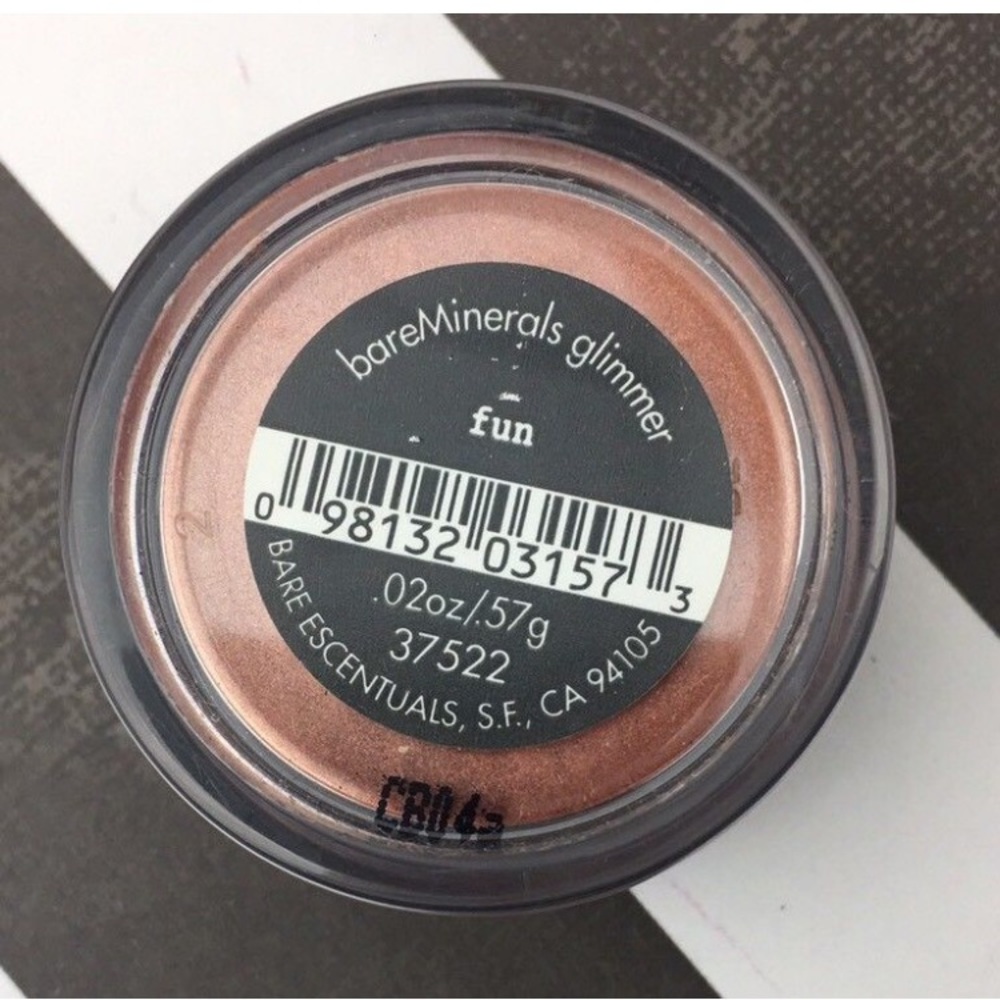 bareMinerals glimmer
fun
0 98132 03157 3
.02oz/.57g
37522
BARE ESCENTUALS, S.F., CA 94105